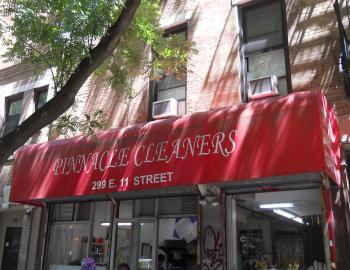 PINNACLE CLEANERS
299 E. 11 STREET